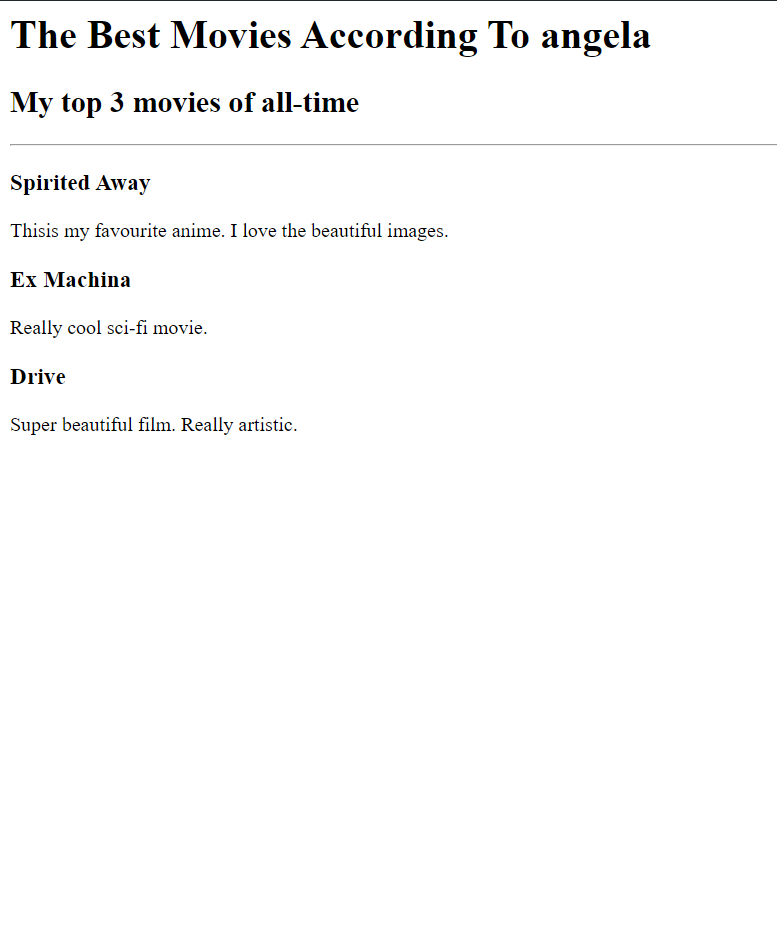 The Best Movies According To angela
My top 3 movies of all-time
Spirited Away
Thisis my favourite anime. I love the beautiful images.
Ex Machina
Really cool sci-fi movie.
Drive
Super beautiful film. Really artistic.